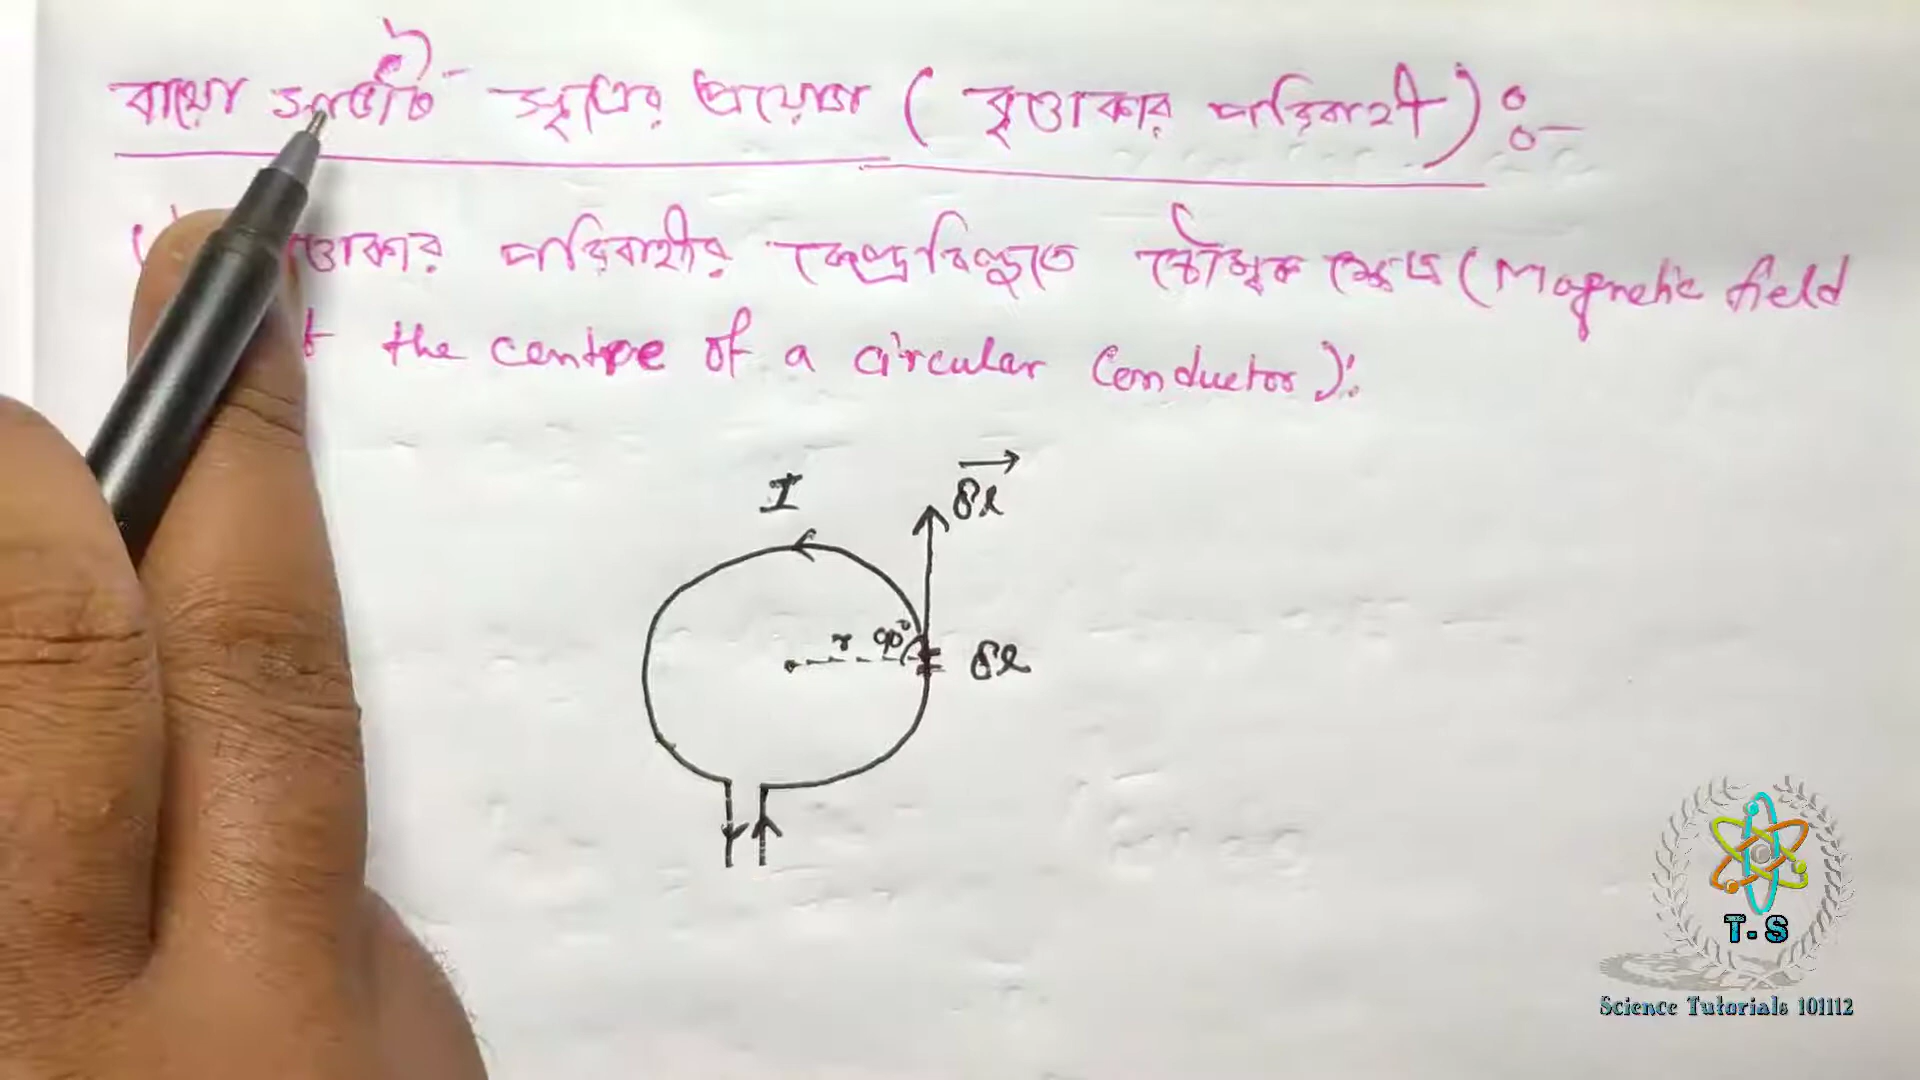 বায়ো সাভার্ট সূত্রের প্রয়োগ ( বৃত্তাকার পরিবাহী ) :-
ত্তাকার পরিবাহীর কেন্দ্রবিন্দুতে চৌম্বক ক্ষেত্র (Magnetic field
t the centre of a circular conductor):
I
δl
r 90°
δl
T.S
Science Tutorials 101112